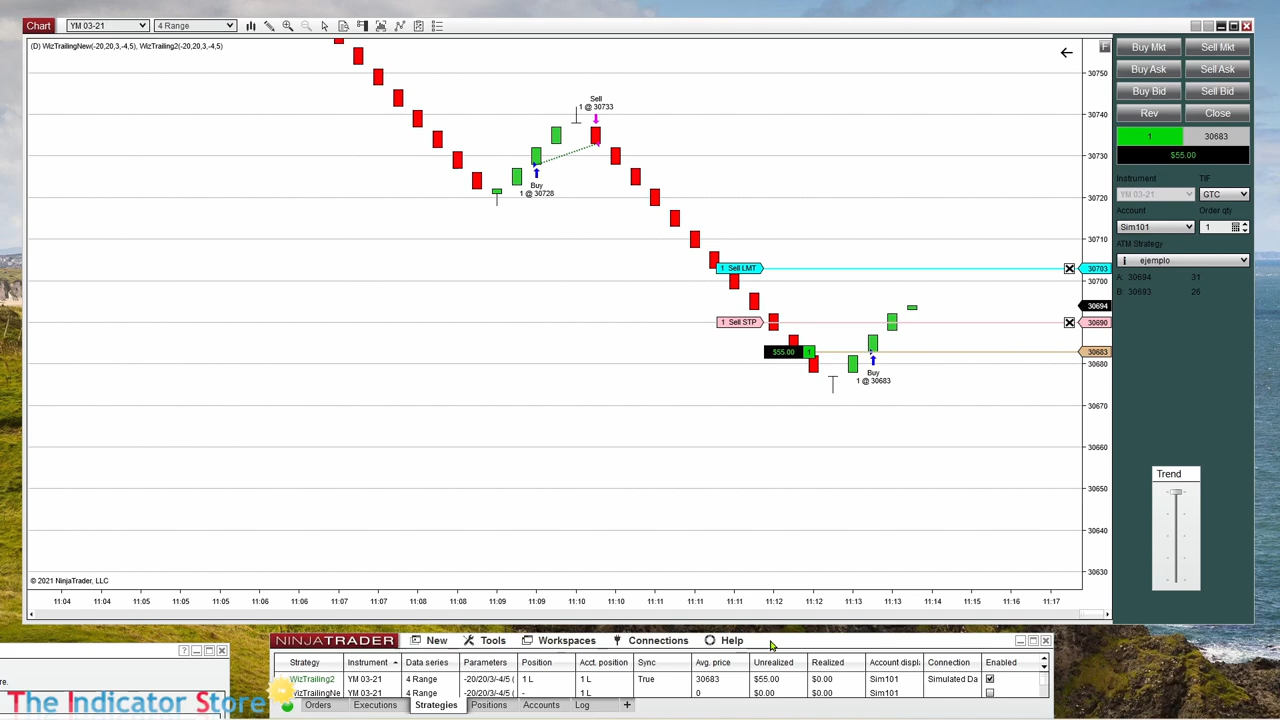 Chart YM 03-21 4 Range
(D) WizTrailingNew(-20,20,3,-4,5), WizTrailing2(-20,20,3,-4,5)
F
30750
30740
30730
30720
30710
30703
30700
30694
30690
30683
30680
30670
30660
30650
30640
30630
Sell
1 @ 30733
Buy
1 @ 30728
1 Sell LMT
1 Sell STP
$55.00 1
Buy
1 @ 30683
© 2021 NinjaTrader, LLC
11:04 11:04 11:05 11:05 11:06 11:07 11:07 11:08 11:08 11:09 11:09 11:10 11:10 11:11 11:11 11:11 11:12 11:12 11:13 11:13 11:14 11:14 11:15 11:16 11:16 11:17
Buy Mkt Sell Mkt
Buy Ask Sell Ask
Buy Bid Sell Bid
Rev Close
1 30683
$55.00
Instrument TIF
YM 03-21 GTC
Account Order qty
Sim101 1
ATM Strategy
ejemplo
A: 30694 31
B: 30693 26
Trend
NINJATRADER New Tools Workspaces Connections Help
Strategy Instrument Data series Parameters Position Acct. position Sync Avg. price Unrealized Realized Account displ Connection Enabled
WizTrailing2 YM 03-21 4 Range -20/20/3/-4/5 ( 1 L 1 L True 30683 $55.00 $0.00 Sim101 Simulated Da
WizTrailingNe YM 03-21 4 Range -20/20/3/-4/5 ( - 1 L 0 $0.00 $0.00 Sim101
Orders Executions Strategies Positions Accounts Log +
re.
The Indicator Store